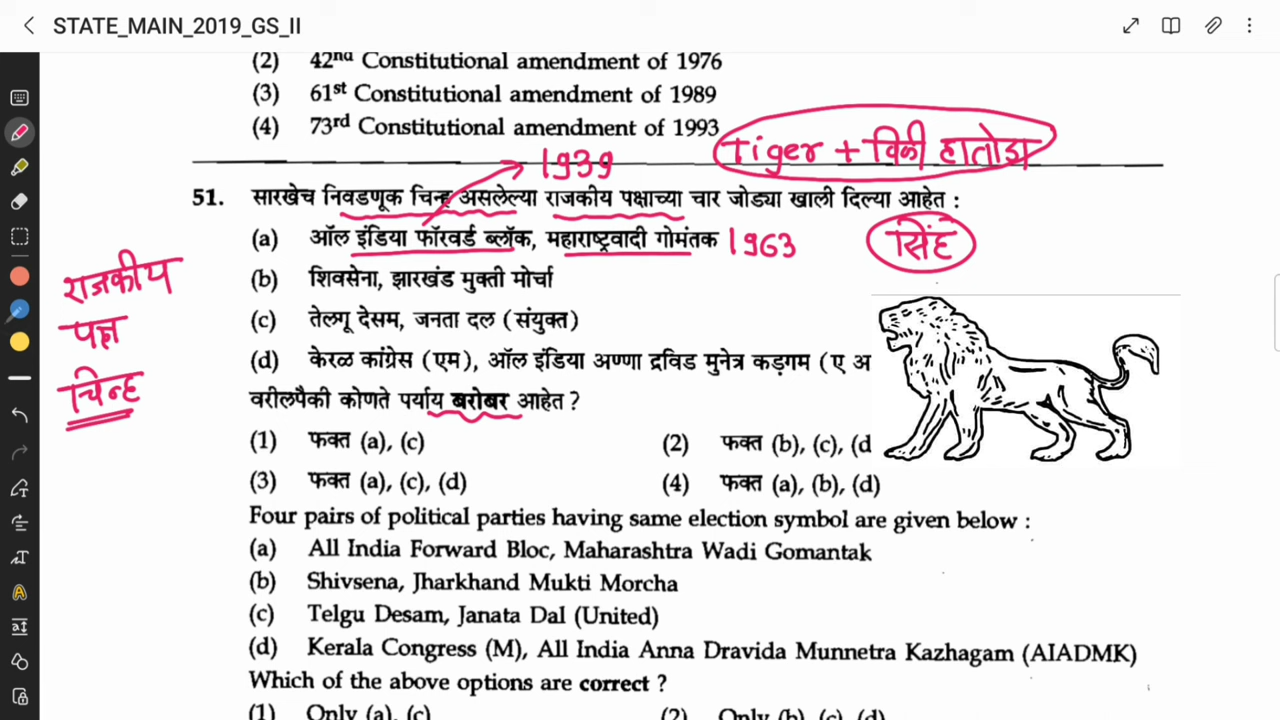 STATE_MAIN_2019_GS_II
(2) 42nd Constitutional amendment of 1976
(3) 61st Constitutional amendment of 1989
(4) 73rd Constitutional amendment of 1993
Tiger + विळी हातोडा
1939
51. सारखेच निवडणूक चिन्ह असलेल्या राजकीय पक्षाच्या चार जोड्या खाली दिल्या आहेत :
(a) ऑल इंडिया फॉरवर्ड ब्लॉक, महाराष्ट्रवादी गोमंतक 1963
सिंह
(b) शिवसेना, झारखंड मुक्ती मोर्चा
(c) तेलगू देसम, जनता दल (संयुक्त)
(d) केरळ कांग्रेस (एम), ऑल इंडिया अण्णा द्रविड मुनेत्र कड़गम (ए अ
राजकीय
पक्ष
चिन्ह
वरीलपैकी कोणते पर्याय बरोबर आहेत ?
(1) फक्त (a), (c) (2) फक्त (b), (c), (d
(3) फक्त (a), (c), (d) (4) फक्त (a), (b), (d)
Four pairs of political parties having same election symbol are given below :
(a) All India Forward Bloc, Maharashtra Wadi Gomantak
(b) Shivsena, Jharkhand Mukti Morcha
(c) Telgu Desam, Janata Dal (United)
(d) Kerala Congress (M), All India Anna Dravida Munnetra Kazhagam (AIADMK)
Which of the above options are correct ?
(1) Only (a), (c) (2) Only (b), (c), (d)